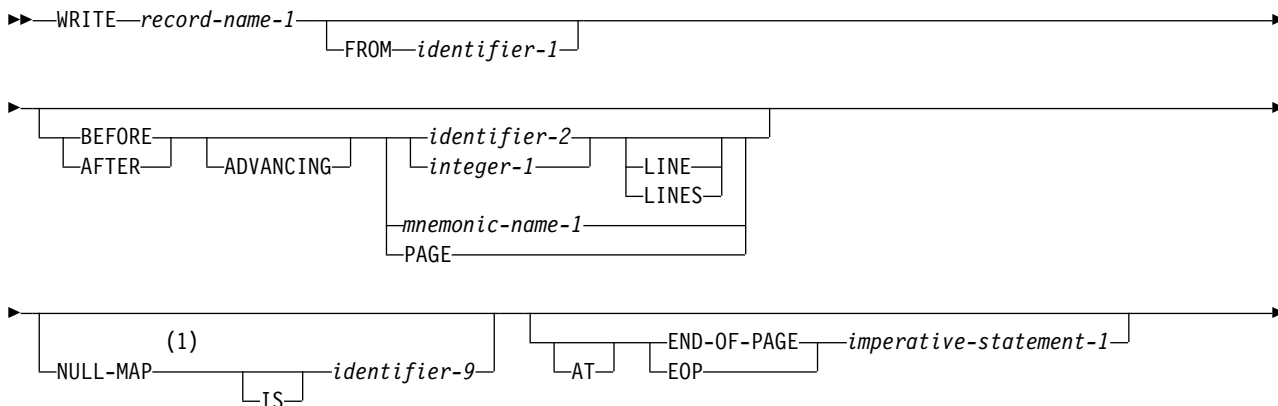 WRITE record-name-1
FROM identifier-1
BEFORE identifier-2
AFTER ADVANCING integer-1 LINE
LINES
mnemonic-name-1
PAGE
(1) END-OF-PAGE imperative-statement-1
NULL-MAP identifier-9 AT EOP
IS